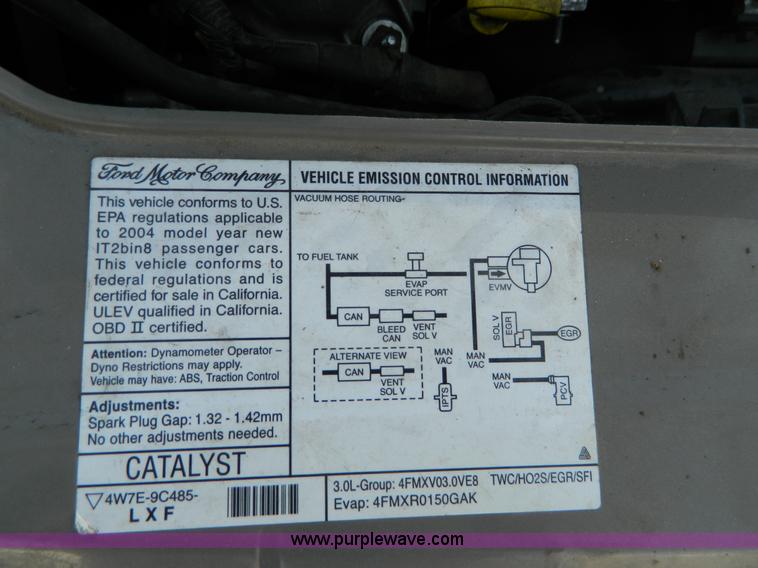 Ford Motor Company
This vehicle conforms to U.S.
EPA regulations applicable
to 2004 model year new
IT2bin8 passenger cars.
This vehicle conforms to
federal regulations and is
certified for sale in California.
ULEV qualified in California.
OBD II certified.
Attention: Dynamometer Operator –
Dyno Restrictions may apply.
Vehicle may have: ABS, Traction Control
Adjustments:
Spark Plug Gap: 1.32 - 1.42mm
No other adjustments needed.
CATALYST
4W7E-9C485-
LXF
VEHICLE EMISSION CONTROL INFORMATION
VACUUM HOSE ROUTING-
TO FUEL TANK
EVAP
SERVICE PORT
EVMV
CAN
BLEED
CAN
VENT
SOL V
SOL V
EGR
EGR
MAN
VAC
ALTERNATE VIEW
CAN
VENT
SOL V
MAN
VAC
IPTS
MAN
VAC
PCV
3.0L-Group: 4FMXV03.0VE8
Evap: 4FMXR0150GAK
TWC/HO2S/EGR/SFI
www.purplewave.com